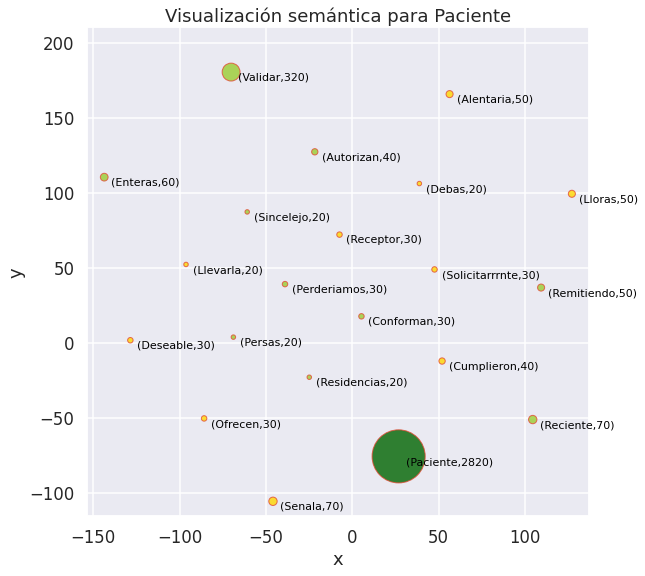 Visualización semántica para Paciente
200
(Validar,320)
(Alentaria,50)
150
(Autorizan,40)
(Enteras,60)
(Debas,20)
100
(Lloras,50)
(Sincelejo,20)
(Receptor,30)
50
(Llevarla,20)
(Solicitarrrnte,30)
(Perderiamos,30)
(Remitiendo,50)
(Conforman,30)
0
(Deseable,30)
(Persas,20)
(Cumplieron,40)
(Residencias,20)
−50
(Ofrecen,30)
(Reciente,70)
(Paciente,2820)
−100
(Senala,70)
y
−150 −100 −50 0 50 100
x